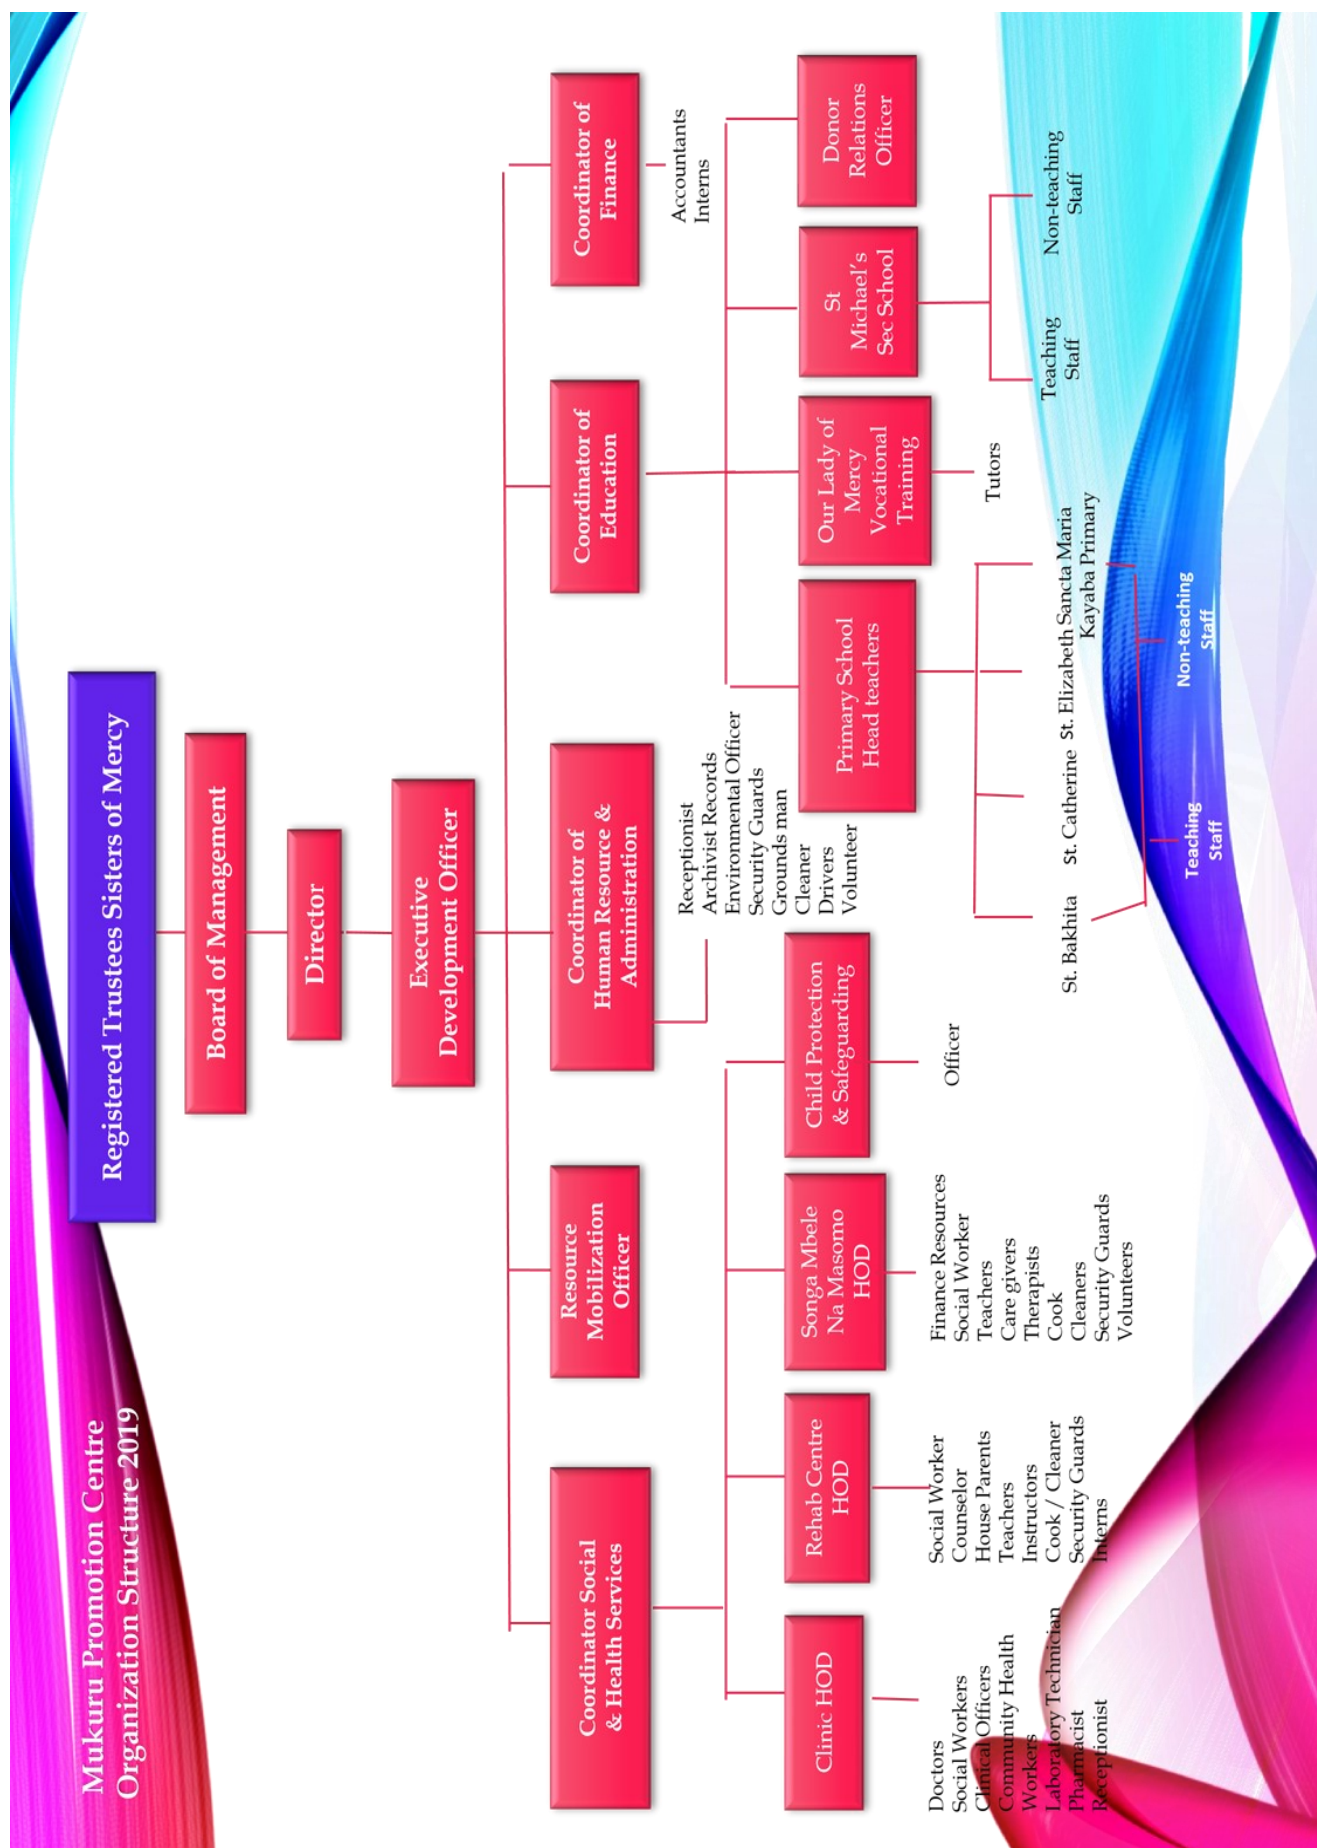 Mukuru Promotion Centre
Organization Structure 2019
Registered Trustees Sisters of Mercy
Board of Management
Director
Executive
Development Officer
Coordinator Social
& Health Services
Resource
Mobilization
Officer
Coordinator of
Human Resource &
Administration
Coordinator of
Education
Coordinator of
Finance
Receptionist
Archivist Records
Environmental Officer
Security Guards
Grounds man
Cleaner
Drivers
Volunteer
Accountants
Interns
Clinic HOD
Rehab Centre
HOD
Songa Mbele
Na Masomo
HOD
Child Protection
& Safeguarding
Primary School
Head teachers
Our Lady of
Mercy
Vocational
Training
St
Michael's
Sec School
Donor
Relations
Officer
Doctors
Social Workers
Clinical Officers
Community Health
Workers
Laboratory Technician
Pharmacist
Receptionist
Social Worker
Counselor
House Parents
Teachers
Instructors
Cook / Cleaner
Security Guards
Interns
Finance Resources
Social Worker
Teachers
Care givers
Therapists
Cook
Cleaners
Security Guards
Volunteers
Officer
St. Bakhita
St. Catherine
St. Elizabeth
Sancta Maria
Kayaba Primary
Teaching
Staff
Non-teaching
Staff
Tutors
Teaching
Staff
Non-teaching
Staff